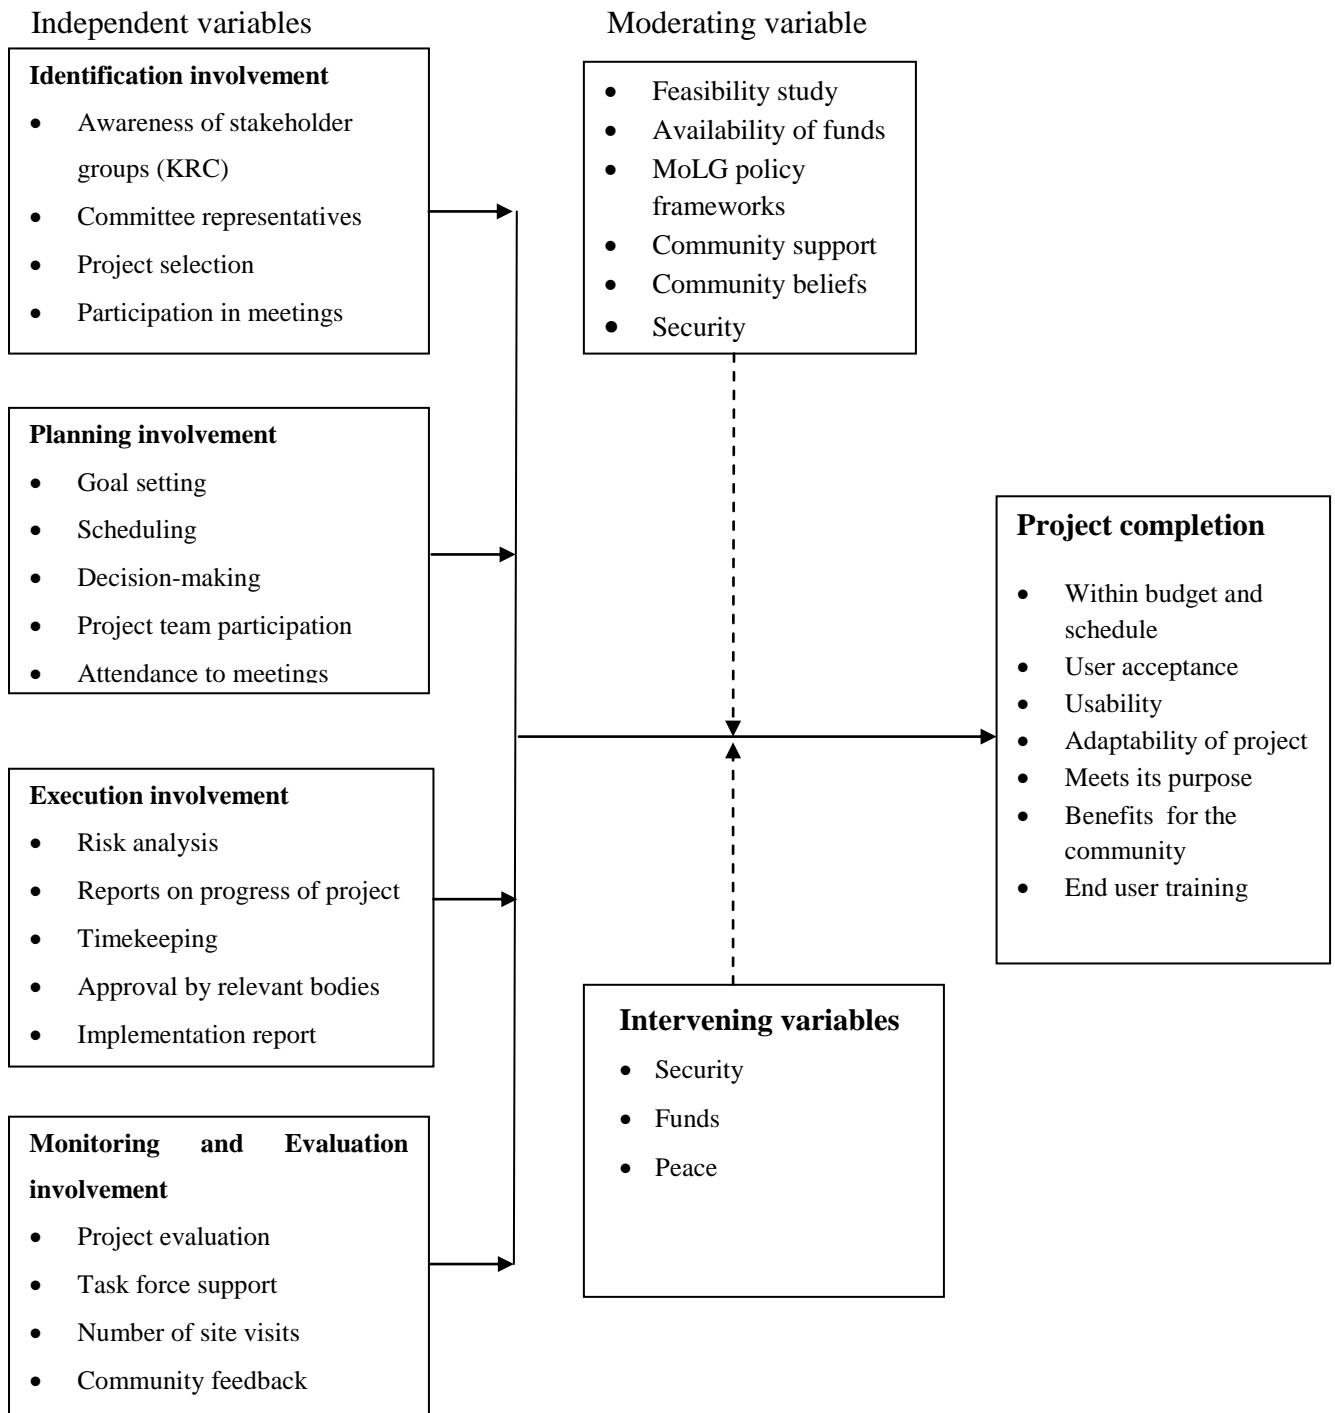 Independent variables
Identification involvement
• Awareness of stakeholder
groups (KRC)
• Committee representatives
• Project selection
• Participation in meetings
Planning involvement
• Goal setting
• Scheduling
• Decision-making
• Project team participation
• Attendance to meetings
Execution involvement
• Risk analysis
• Reports on progress of project
• Timekeeping
• Approval by relevant bodies
• Implementation report
Monitoring and Evaluation
involvement
• Project evaluation
• Task force support
• Number of site visits
• Community feedback
Moderating variable
• Feasibility study
• Availability of funds
• MoLG policy
frameworks
• Community support
• Community beliefs
• Security
Intervening variables
• Security
• Funds
• Peace
Project completion
• Within budget and
schedule
• User acceptance
• Usability
• Adaptability of project
• Meets its purpose
• Benefits for the
community
• End user training